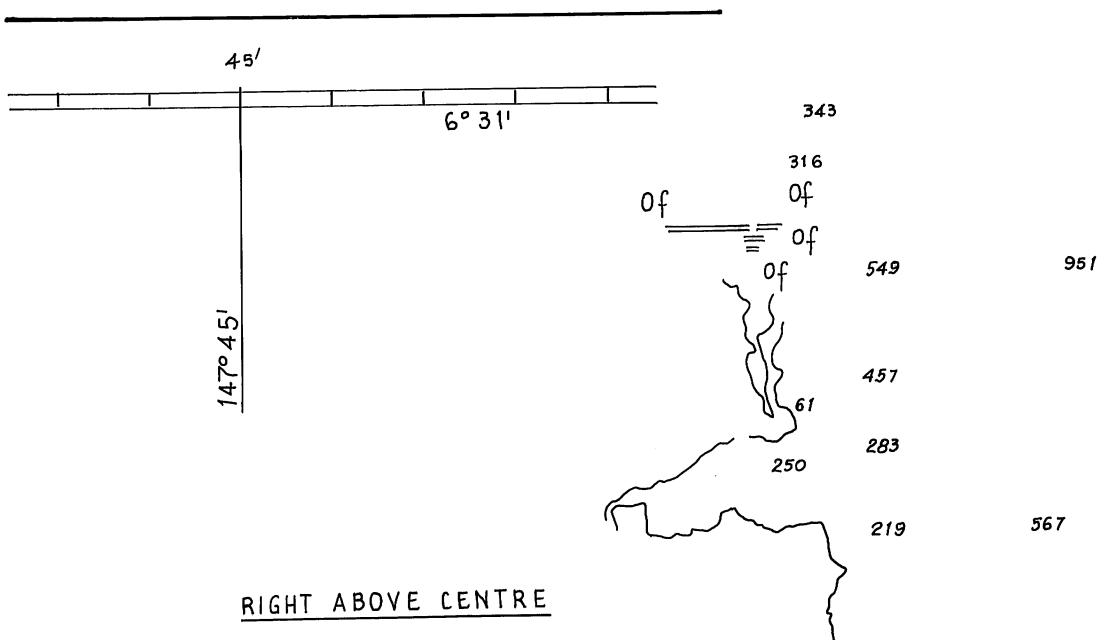 45'
6° 31'
343
316
Of
Of
Of
Of
549
951
147° 45'
457
61
283
250
219
567
RIGHT ABOVE CENTRE